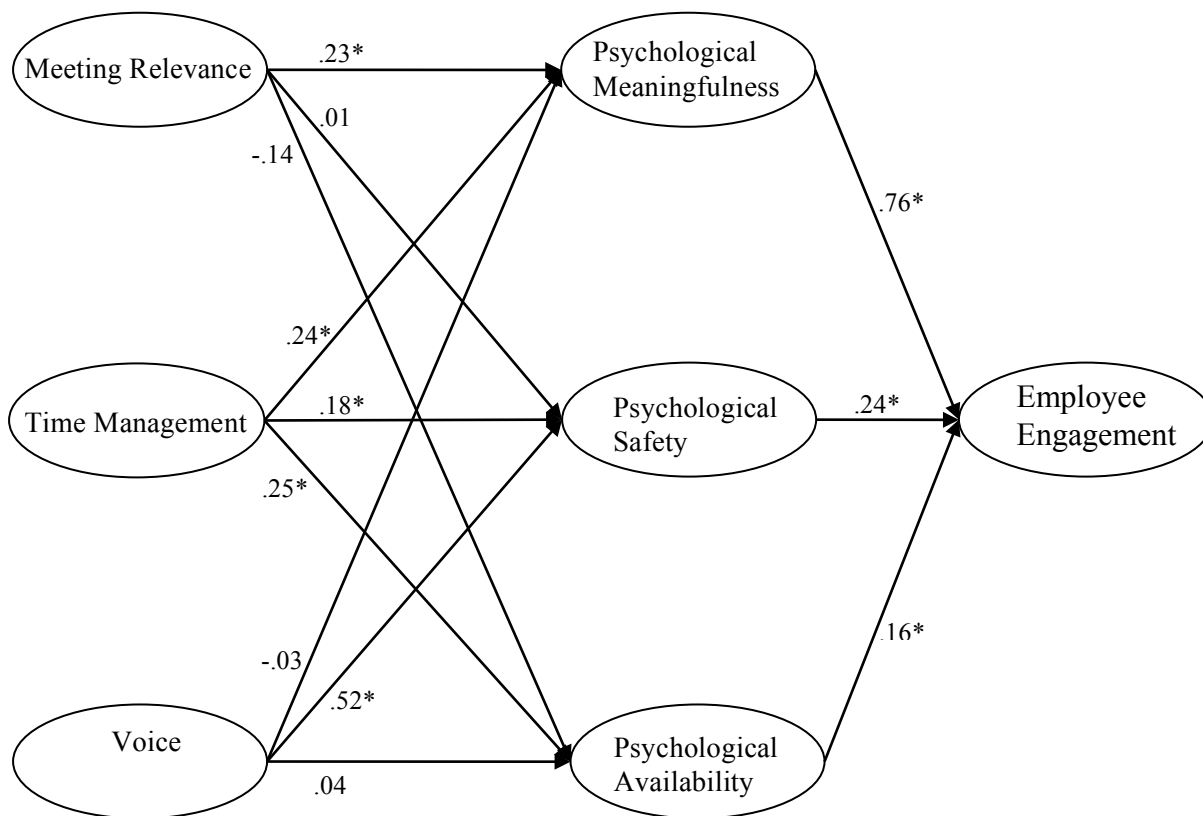 .23*
Meeting Relevance
Psychological
Meaningfulness
.01
-.14
.76*
.24*
Time Management
.18*
Psychological
Safety
.24*
Employee
Engagement
.25*
-.03
.52*
.16*
Voice
.04
Psychological
Availability